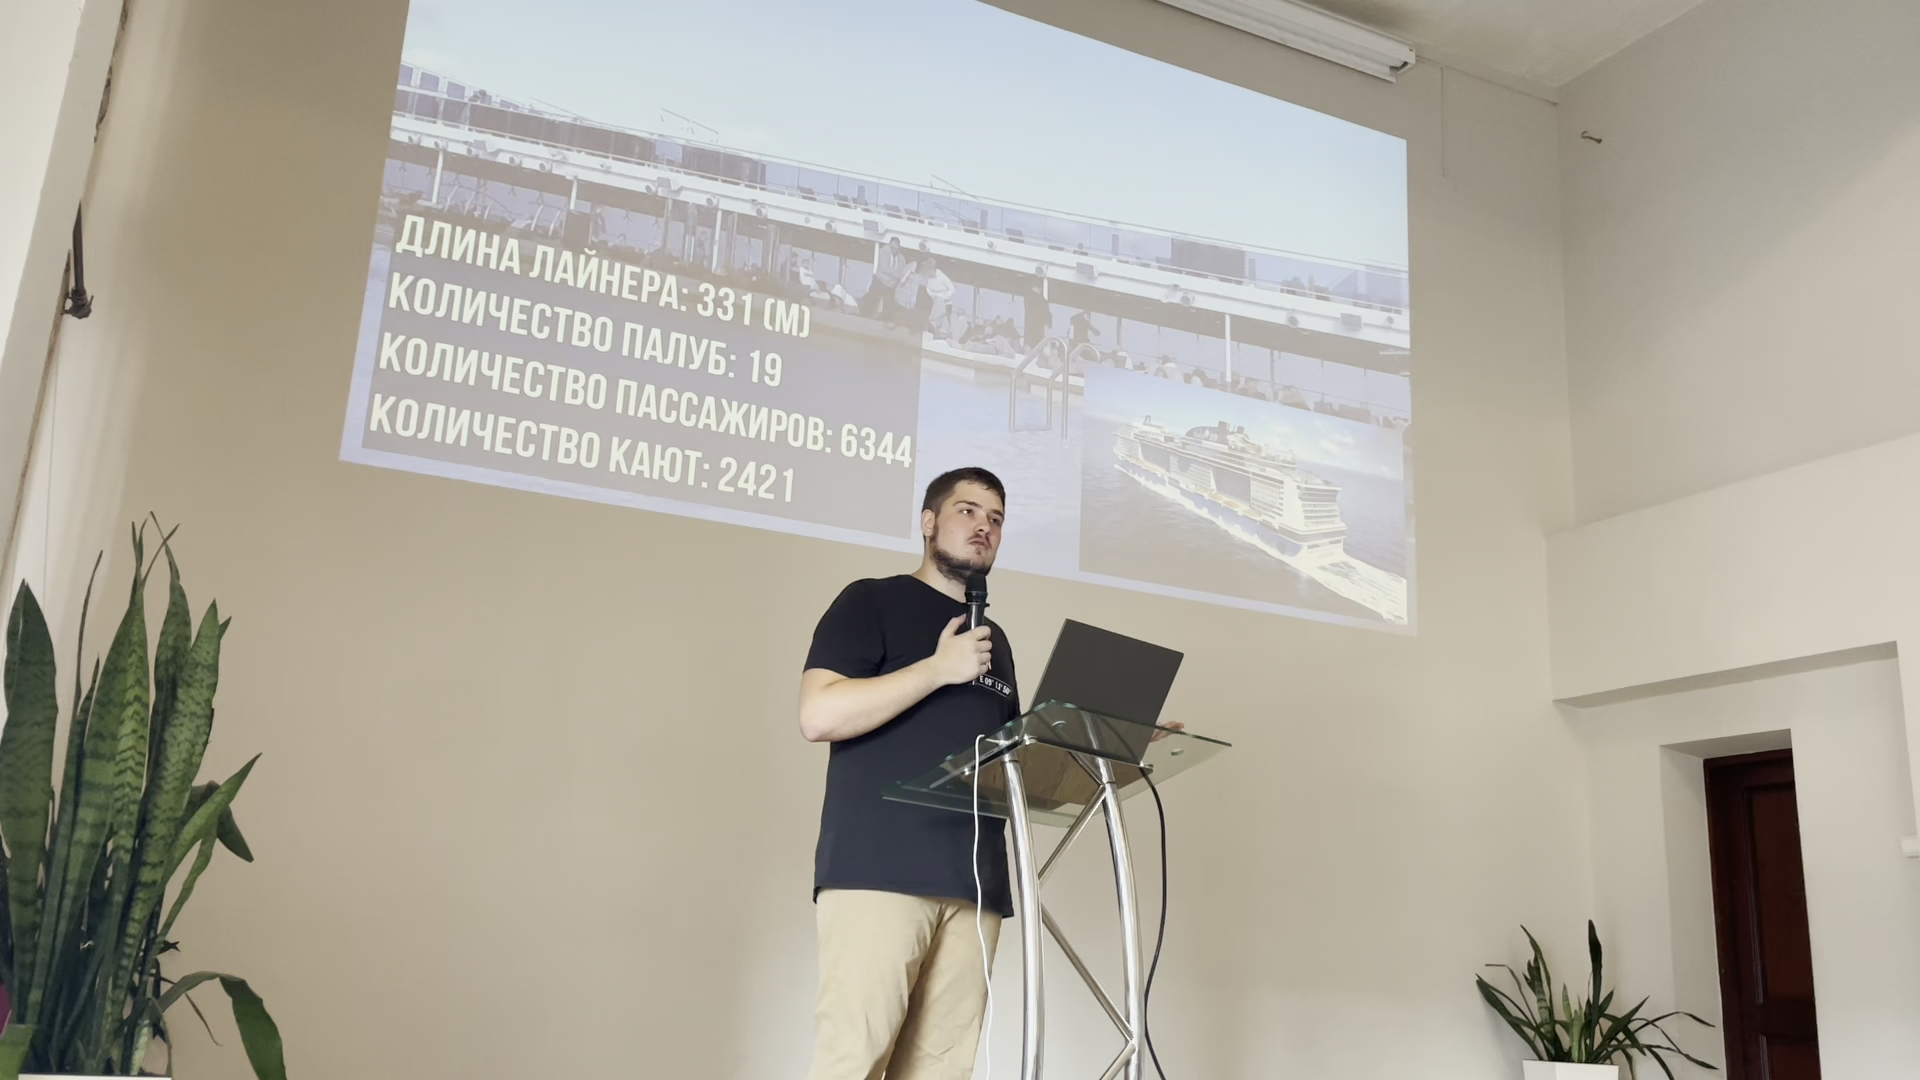 ДЛИНА ЛАЙНЕРА: 331 (М)
КОЛИЧЕСТВО ПАЛУБ: 19
КОЛИЧЕСТВО ПАССАЖИРОВ: 6344
КОЛИЧЕСТВО КАЮТ: 2421